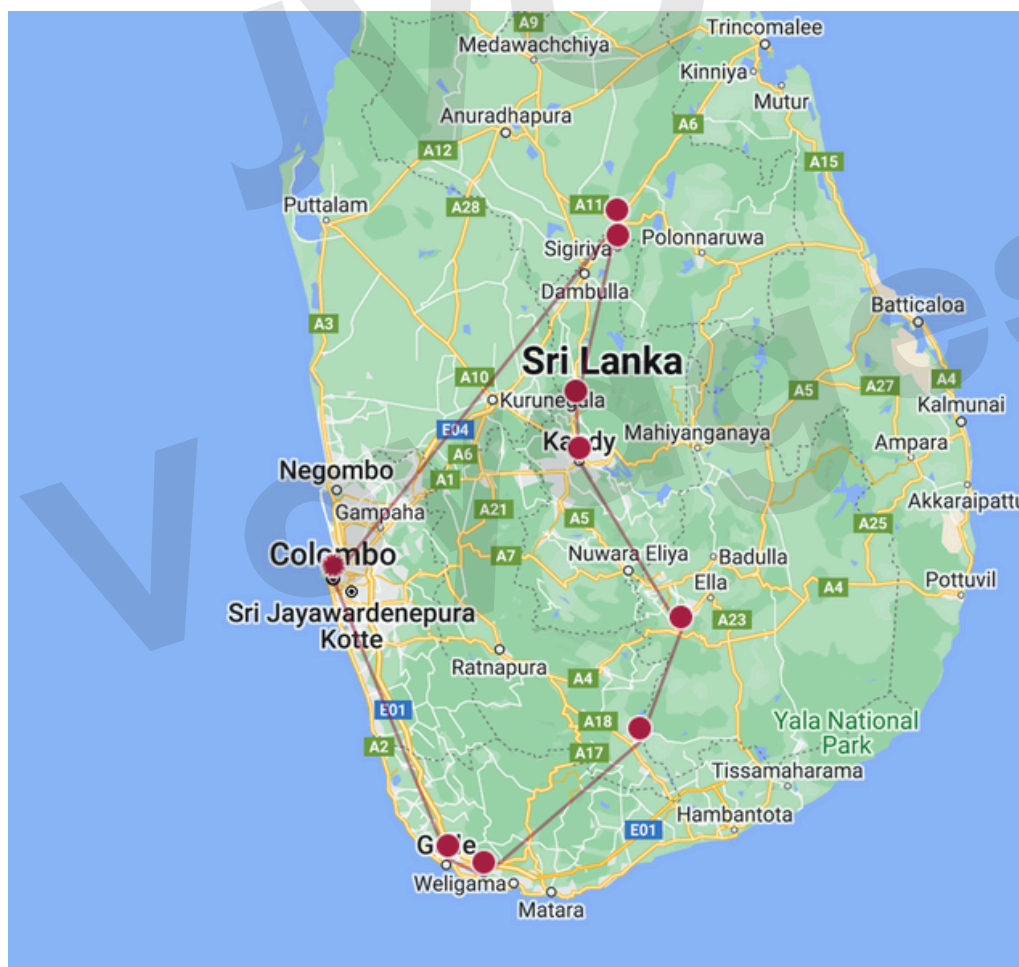 A9
Trincomalee
Medawachchiya
Kinniya
Mutur
Anuradhapura
A6
A12
A15
Puttalam
A28
A11
Sigiriya
Polonnaruwa
Dambulla
Batticaloa
A3
Sri Lanka
A10
Kurunegala
A5
A27
A4
Kalmunai
E04
Kandy
Mahiyanganaya
Ampara
A6
Negombo
A1
Akkaraipattu
Gampaha
A21
A5
A25
Colombo
A7
Nuwara Eliya
Badulla
Ella
A4
Pottuvil
Sri Jayawardenepura
Kotte
A23
Ratnapura
A4
E01
A18
Yala National
Park
A2
A17
Tissamaharama
Hambantota
E01
Galle
Weligama
Matara
Voyages